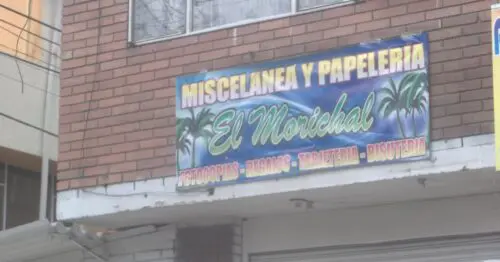 MISCELANEA Y PAPELERIA
El Morichal
FOTOCOPIAS - REGALOS - TARJETERIA - BISUTERIA